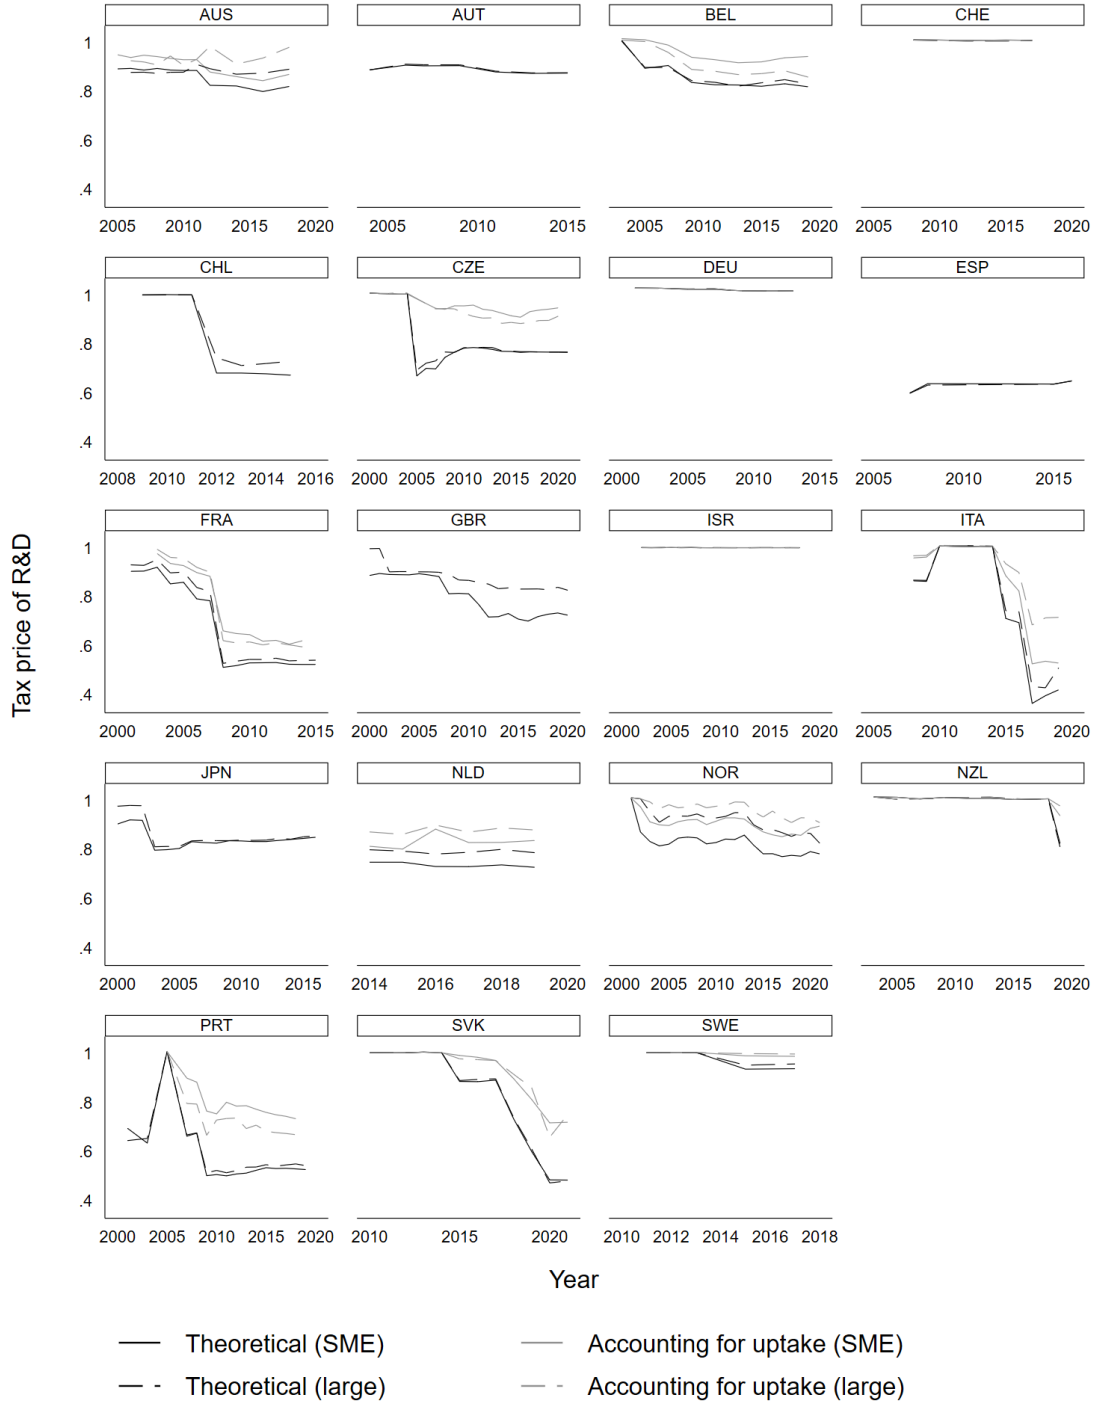 AUS AUT BEL CHE
1
.8
.6
.4
2005 2010 2015 2020 2005 2010 2015 2005 2010 2015 2020 2005 2010 2015 2020
CHL CZE DEU ESP
1
.8
.6
.4
2008 2010 2012 2014 2016 2000 2005 2010 2015 2020 2000 2005 2010 2015 2005 2010 2015
FRA GBR ISR ITA
1
.8
.6
.4
2000 2005 2010 2015 2000 2005 2010 2015 2020 2000 2005 2010 2015 2020 2005 2010 2015 2020
JPN NLD NOR NZL
1
.8
.6
.4
2000 2005 2010 2015 2014 2016 2018 2020 2000 2005 2010 2015 2020 2005 2010 2015 2020
PRT SVK SWE
1
.8
.6
.4
2000 2005 2010 2015 2020 2010 2015 2020 2010 2012 2014 2016 2018
Tax price of R&D
Year
Theoretical (SME) Accounting for uptake (SME)
Theoretical (large) Accounting for uptake (large)